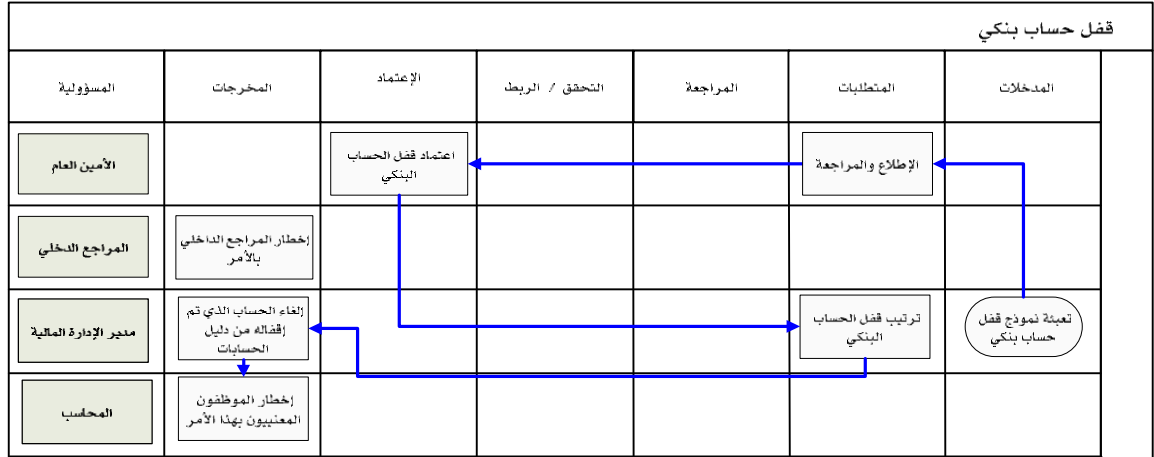 قفل حساب بنكي
المدخلات
المتطلبات
المراجعة
التحقق / الربط
الإعتماد
المخرجات
المسؤولية
الإطلاع والمراجعة
اعتماد قفل الحساب
البنكي
الأمين العام
إخطار المراجع الداخلي
بالأمر
المراجع الدخلي
تعبئة نموذج قفل
حساب بنكي
ترتيب قفل الحساب
البنكي
إلغاء الحساب الذي تم
إقفاله من دليل
الحسابات
مدير الإدارة المالية
إخطار الموظفون
المعنييون بهذا الأمر
المحاسب